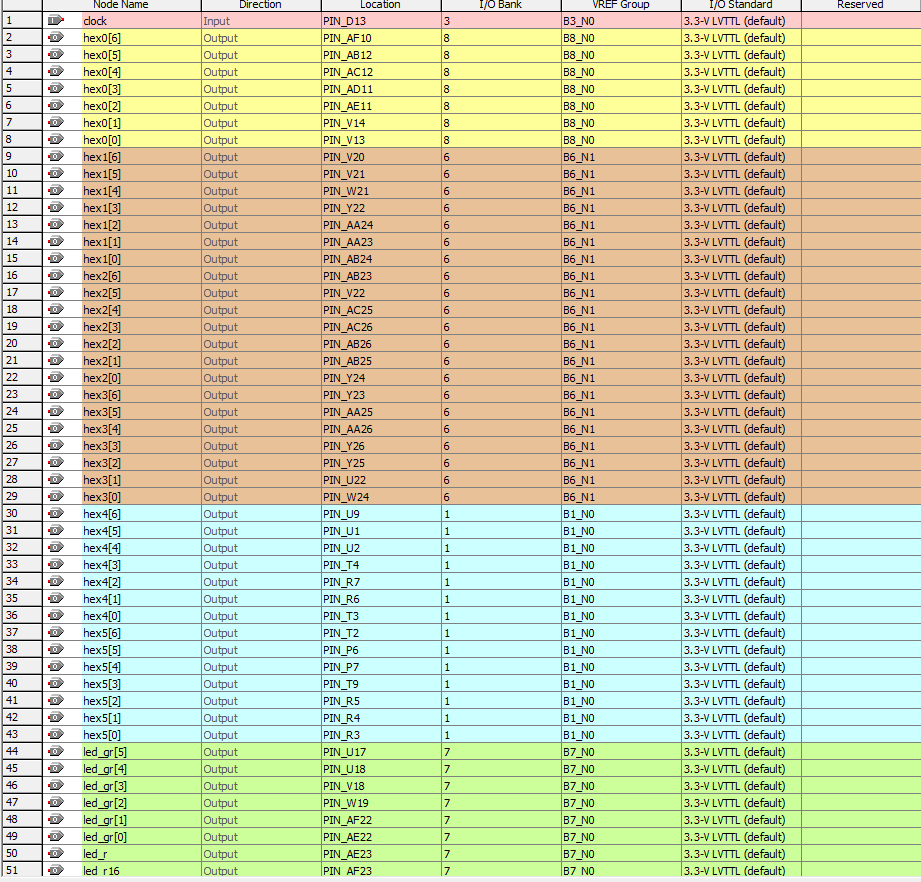 Node Name Direction Location I/O Bank VREF Group I/O Standard Reserved
1 clock Input PIN_D13 3 B3_N0 3.3-V LVTTL (default)
2 hex0[6] Output PIN_AF10 8 B8_N0 3.3-V LVTTL (default)
3 hex0[5] Output PIN_AB12 8 B8_N0 3.3-V LVTTL (default)
4 hex0[4] Output PIN_AC12 8 B8_N0 3.3-V LVTTL (default)
5 hex0[3] Output PIN_AD11 8 B8_N0 3.3-V LVTTL (default)
6 hex0[2] Output PIN_AE11 8 B8_N0 3.3-V LVTTL (default)
7 hex0[1] Output PIN_V14 8 B8_N0 3.3-V LVTTL (default)
8 hex0[0] Output PIN_V13 8 B8_N0 3.3-V LVTTL (default)
9 hex1[6] Output PIN_V20 6 B6_N1 3.3-V LVTTL (default)
10 hex1[5] Output PIN_V21 6 B6_N1 3.3-V LVTTL (default)
11 hex1[4] Output PIN_W21 6 B6_N1 3.3-V LVTTL (default)
12 hex1[3] Output PIN_Y22 6 B6_N1 3.3-V LVTTL (default)
13 hex1[2] Output PIN_AA24 6 B6_N1 3.3-V LVTTL (default)
14 hex1[1] Output PIN_AA23 6 B6_N1 3.3-V LVTTL (default)
15 hex1[0] Output PIN_AB24 6 B6_N1 3.3-V LVTTL (default)
16 hex2[6] Output PIN_AB23 6 B6_N1 3.3-V LVTTL (default)
17 hex2[5] Output PIN_V22 6 B6_N1 3.3-V LVTTL (default)
18 hex2[4] Output PIN_AC25 6 B6_N1 3.3-V LVTTL (default)
19 hex2[3] Output PIN_AC26 6 B6_N1 3.3-V LVTTL (default)
20 hex2[2] Output PIN_AB26 6 B6_N1 3.3-V LVTTL (default)
21 hex2[1] Output PIN_AB25 6 B6_N1 3.3-V LVTTL (default)
22 hex2[0] Output PIN_Y24 6 B6_N1 3.3-V LVTTL (default)
23 hex3[6] Output PIN_Y23 6 B6_N1 3.3-V LVTTL (default)
24 hex3[5] Output PIN_AA25 6 B6_N1 3.3-V LVTTL (default)
25 hex3[4] Output PIN_AA26 6 B6_N1 3.3-V LVTTL (default)
26 hex3[3] Output PIN_Y26 6 B6_N1 3.3-V LVTTL (default)
27 hex3[2] Output PIN_Y25 6 B6_N1 3.3-V LVTTL (default)
28 hex3[1] Output PIN_U22 6 B6_N1 3.3-V LVTTL (default)
29 hex3[0] Output PIN_W24 6 B6_N1 3.3-V LVTTL (default)
30 hex4[6] Output PIN_U9 1 B1_N0 3.3-V LVTTL (default)
31 hex4[5] Output PIN_U1 1 B1_N0 3.3-V LVTTL (default)
32 hex4[4] Output PIN_U2 1 B1_N0 3.3-V LVTTL (default)
33 hex4[3] Output PIN_T4 1 B1_N0 3.3-V LVTTL (default)
34 hex4[2] Output PIN_R7 1 B1_N0 3.3-V LVTTL (default)
35 hex4[1] Output PIN_R6 1 B1_N0 3.3-V LVTTL (default)
36 hex4[0] Output PIN_T3 1 B1_N0 3.3-V LVTTL (default)
37 hex5[6] Output PIN_T2 1 B1_N0 3.3-V LVTTL (default)
38 hex5[5] Output PIN_P6 1 B1_N0 3.3-V LVTTL (default)
39 hex5[4] Output PIN_P7 1 B1_N0 3.3-V LVTTL (default)
40 hex5[3] Output PIN_T9 1 B1_N0 3.3-V LVTTL (default)
41 hex5[2] Output PIN_R5 1 B1_N0 3.3-V LVTTL (default)
42 hex5[1] Output PIN_R4 1 B1_N0 3.3-V LVTTL (default)
43 hex5[0] Output PIN_R3 1 B1_N0 3.3-V LVTTL (default)
44 led_gr[5] Output PIN_U17 7 B7_N0 3.3-V LVTTL (default)
45 led_gr[4] Output PIN_U18 7 B7_N0 3.3-V LVTTL (default)
46 led_gr[3] Output PIN_V18 7 B7_N0 3.3-V LVTTL (default)
47 led_gr[2] Output PIN_W19 7 B7_N0 3.3-V LVTTL (default)
48 led_gr[1] Output PIN_AF22 7 B7_N0 3.3-V LVTTL (default)
49 led_gr[0] Output PIN_AE22 7 B7_N0 3.3-V LVTTL (default)
50 led_r Output PIN_AE23 7 B7_N0 3.3-V LVTTL (default)
51 led_r16 Output PIN_AF23 7 B7_N0 3.3-V LVTTL (default)